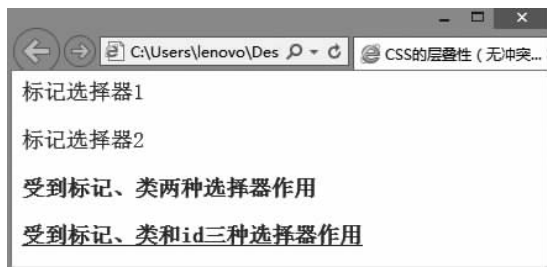 C:\Users\lenovo\Des
CSS的层叠性 ( 无冲突...
标记选择器1
标记选择器2
受到标记、类两种选择器作用
受到标记、类和id三种选择器作用